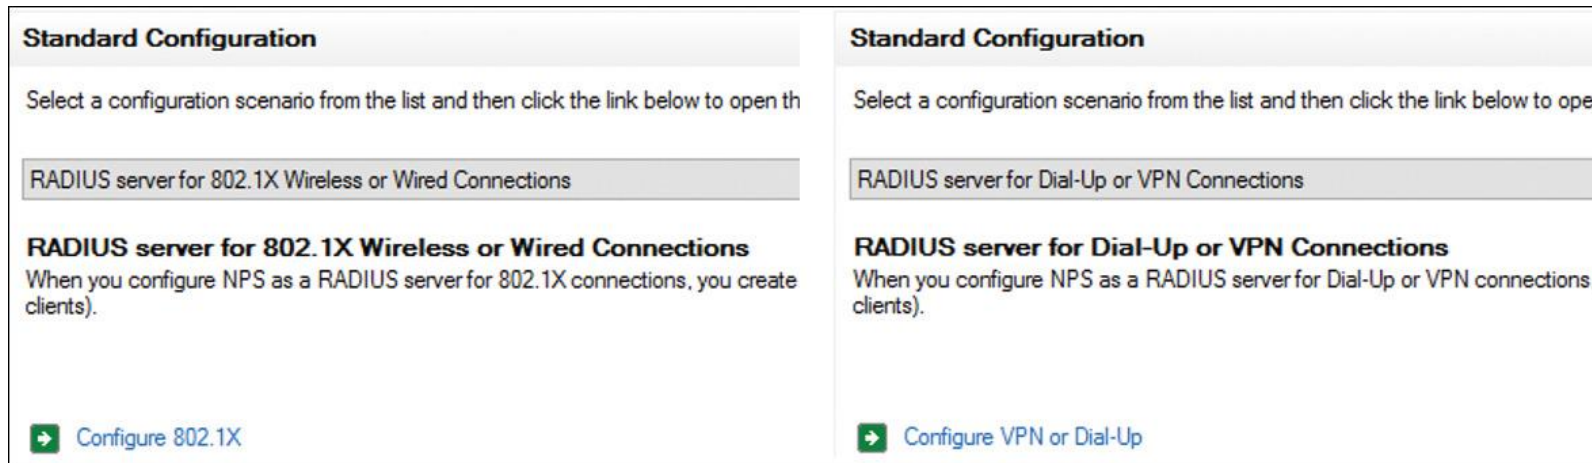 Standard Configuration
Select a configuration scenario from the list and then click the link below to open th
RADIUS server for 802.1X Wireless or Wired Connections
RADIUS server for 802.1X Wireless or Wired Connections
When you configure NPS as a RADIUS server for 802.1X connections, you create
clients).
Configure 802.1X
Standard Configuration
Select a configuration scenario from the list and then click the link below to ope
RADIUS server for Dial-Up or VPN Connections
RADIUS server for Dial-Up or VPN Connections
When you configure NPS as a RADIUS server for Dial-Up or VPN connections
clients).
Configure VPN or Dial-Up